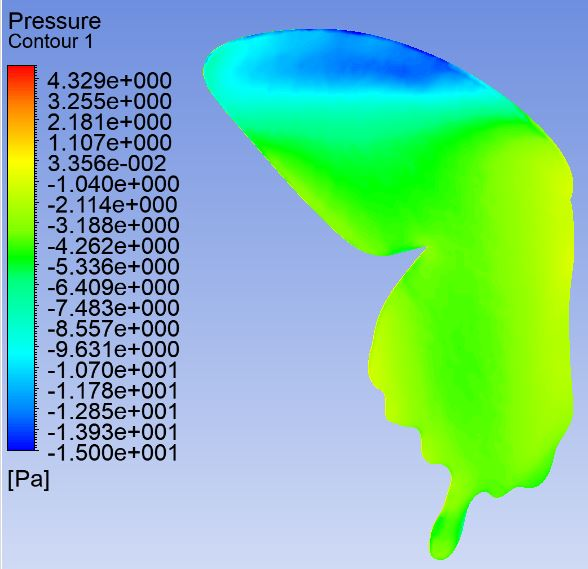 Pressure
Contour 1
4.329e+000
3.255e+000
2.181e+000
1.107e+000
3.356e-002
-1.040e+000
-2.114e+000
-3.188e+000
-4.262e+000
-5.336e+000
-6.409e+000
-7.483e+000
-8.557e+000
-9.631e+000
-1.070e+001
-1.178e+001
-1.285e+001
-1.393e+001
-1.500e+001
[Pa]